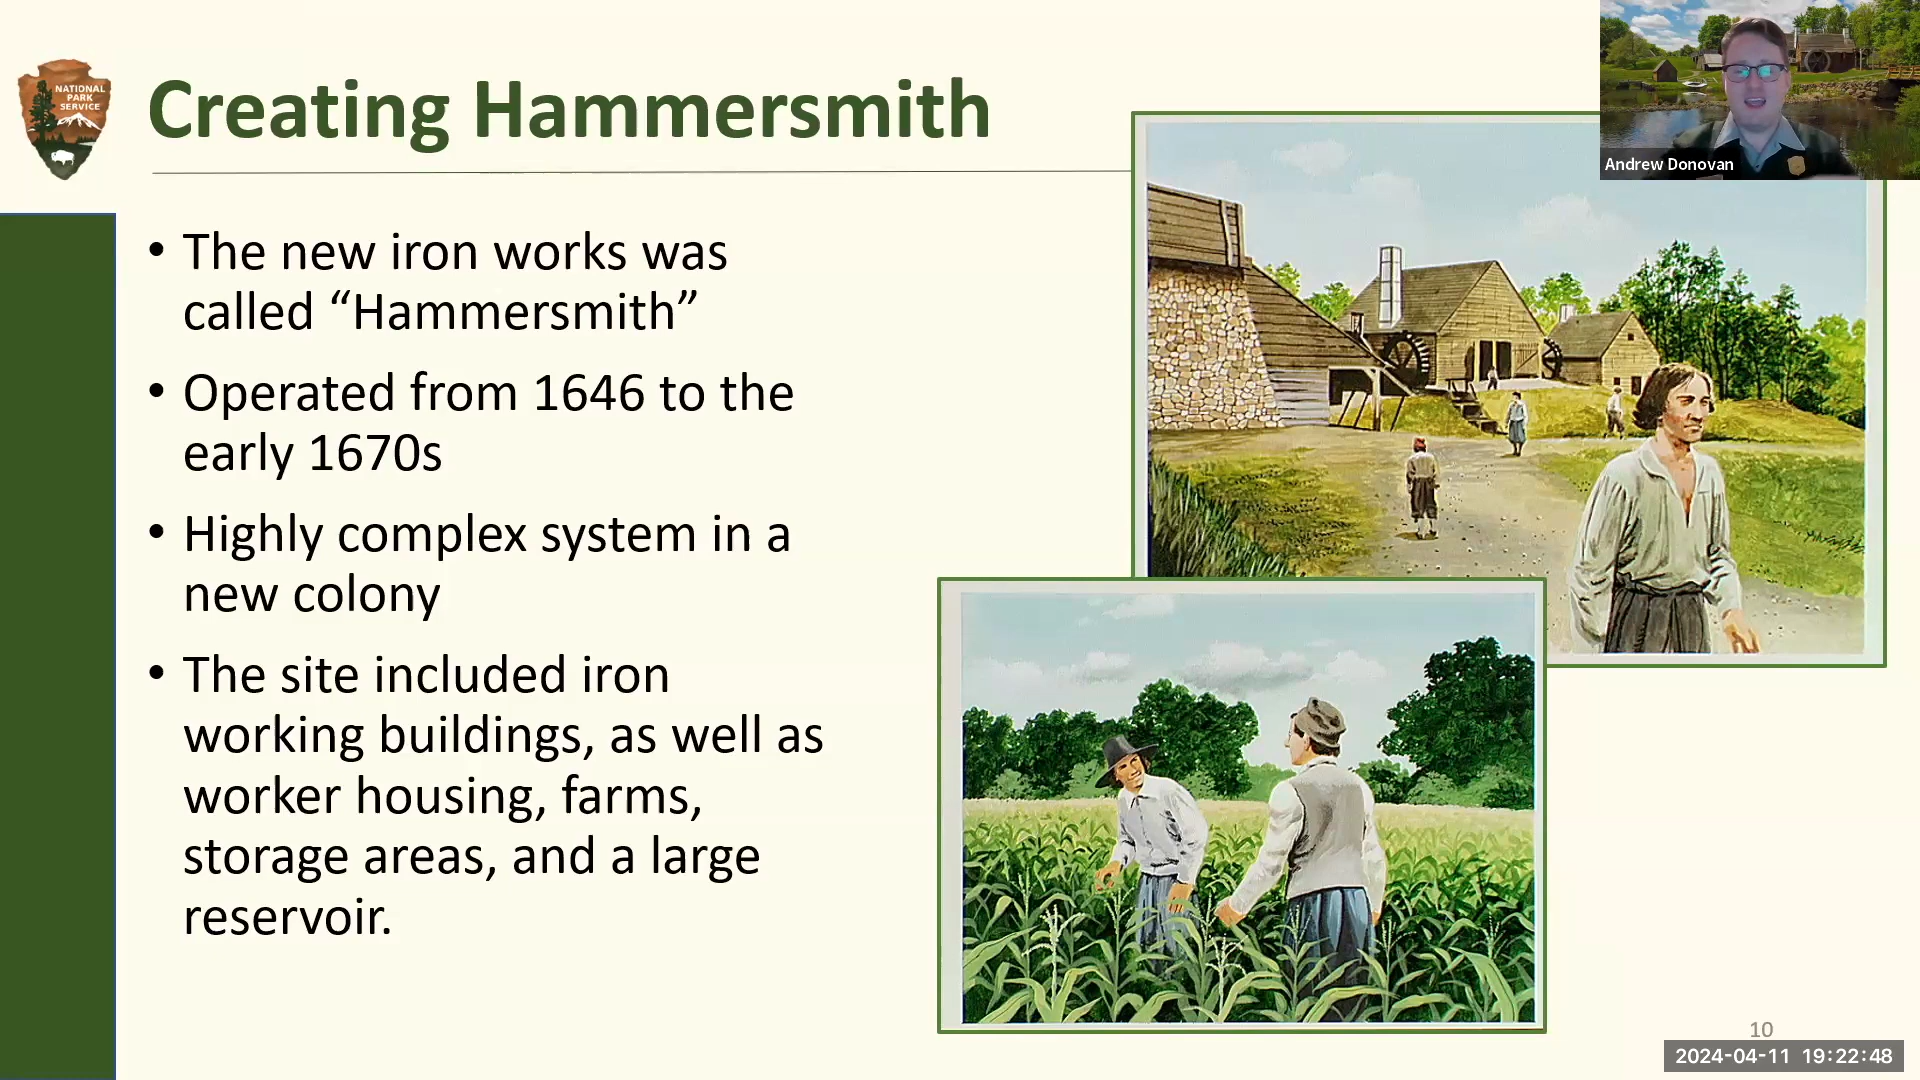 NATIONAL
PARK
SERVICE
Creating Hammersmith
Andrew Donovan
• The new iron works was
called “Hammersmith”
• Operated from 1646 to the
early 1670s
• Highly complex system in a
new colony
• The site included iron
working buildings, as well as
worker housing, farms,
storage areas, and a large
reservoir.
10
2024-04-11 19:22:48